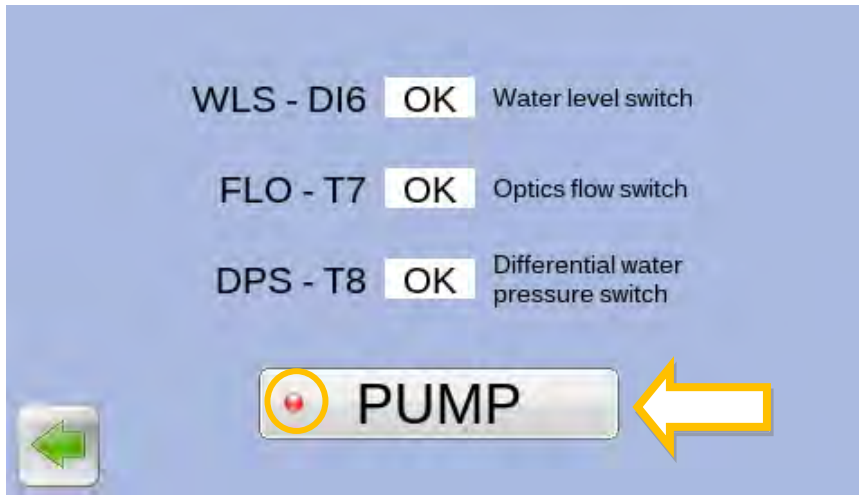 WLS - DI6 OK Water level switch
FLO - T7 OK Optics flow switch
DPS - T8 OK Differential water
pressure switch
PUMP